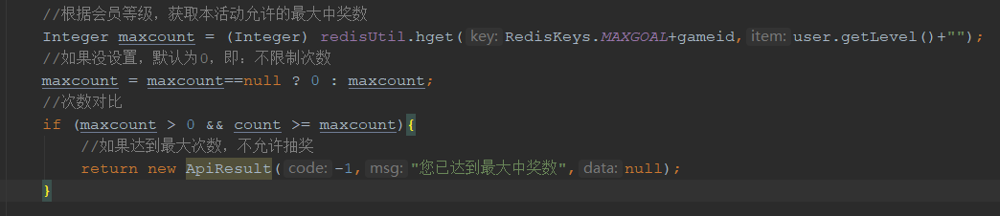 //根据会员等级，获取本活动允许的最大中奖数
Integer maxcount = (Integer) redisUtil.hget( key: RedisKeys.MAXGOAL+gameid, item: user.getLevel()+"");
//如果没设置，默认为0，即：不限制次数
maxcount = maxcount==null ? 0 : maxcount;
//次数对比
if (maxcount > 0 && count >= maxcount){
//如果达到最大次数，不允许抽奖
return new ApiResult( code: -1, msg: "您已达到最大中奖数", data: null);
}